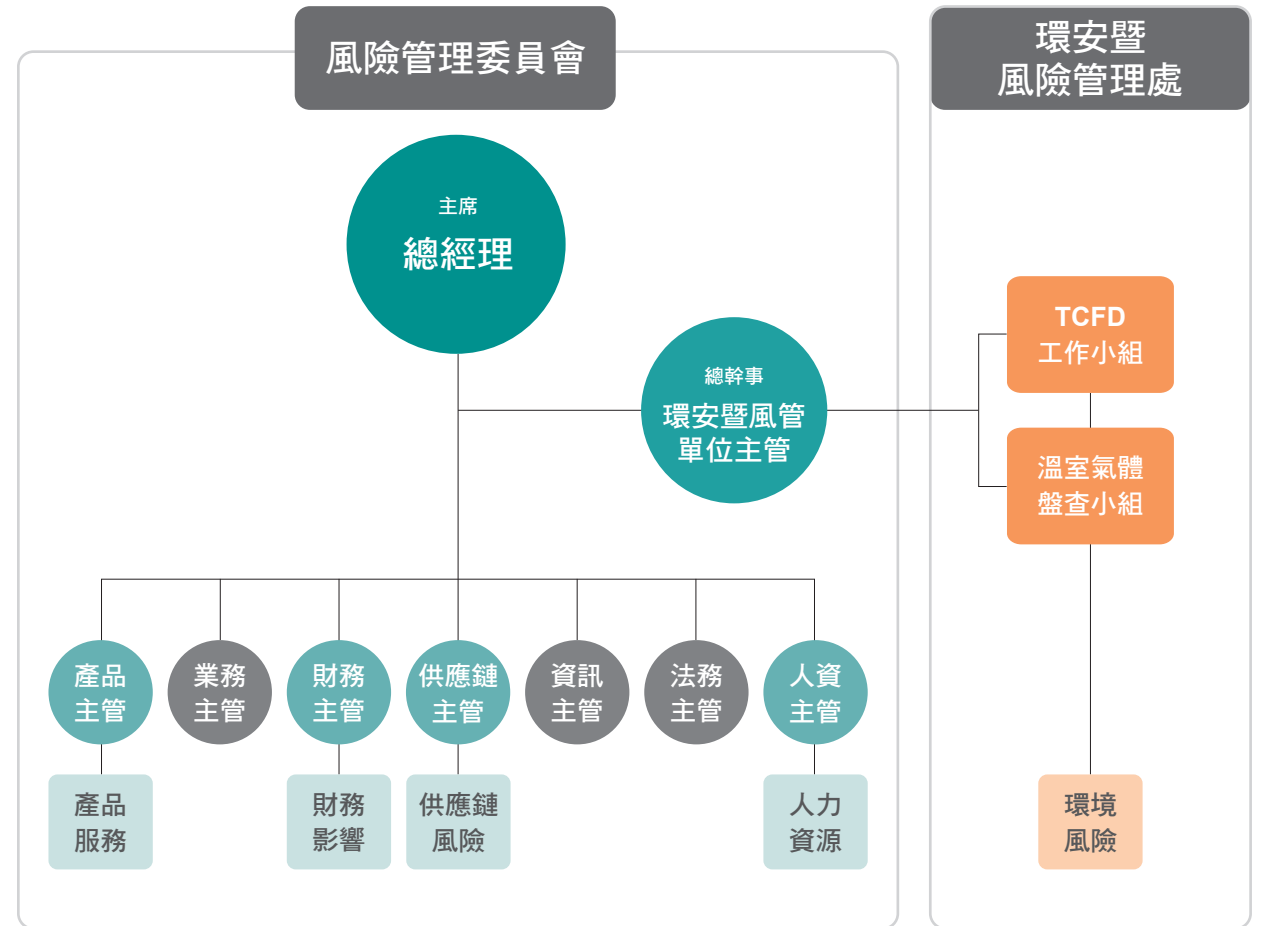 風險管理委員會
環安暨
風險管理處
主席
總經理
總幹事
環安暨風管
單位主管
TCFD
工作小組
溫室氣體
盤查小組
產品
主管
業務
主管
財務
主管
供應鏈
主管
資訊
主管
法務
主管
人資
主管
產品
服務
財務
影響
供應鏈
風險
人力
資源
環境
風險